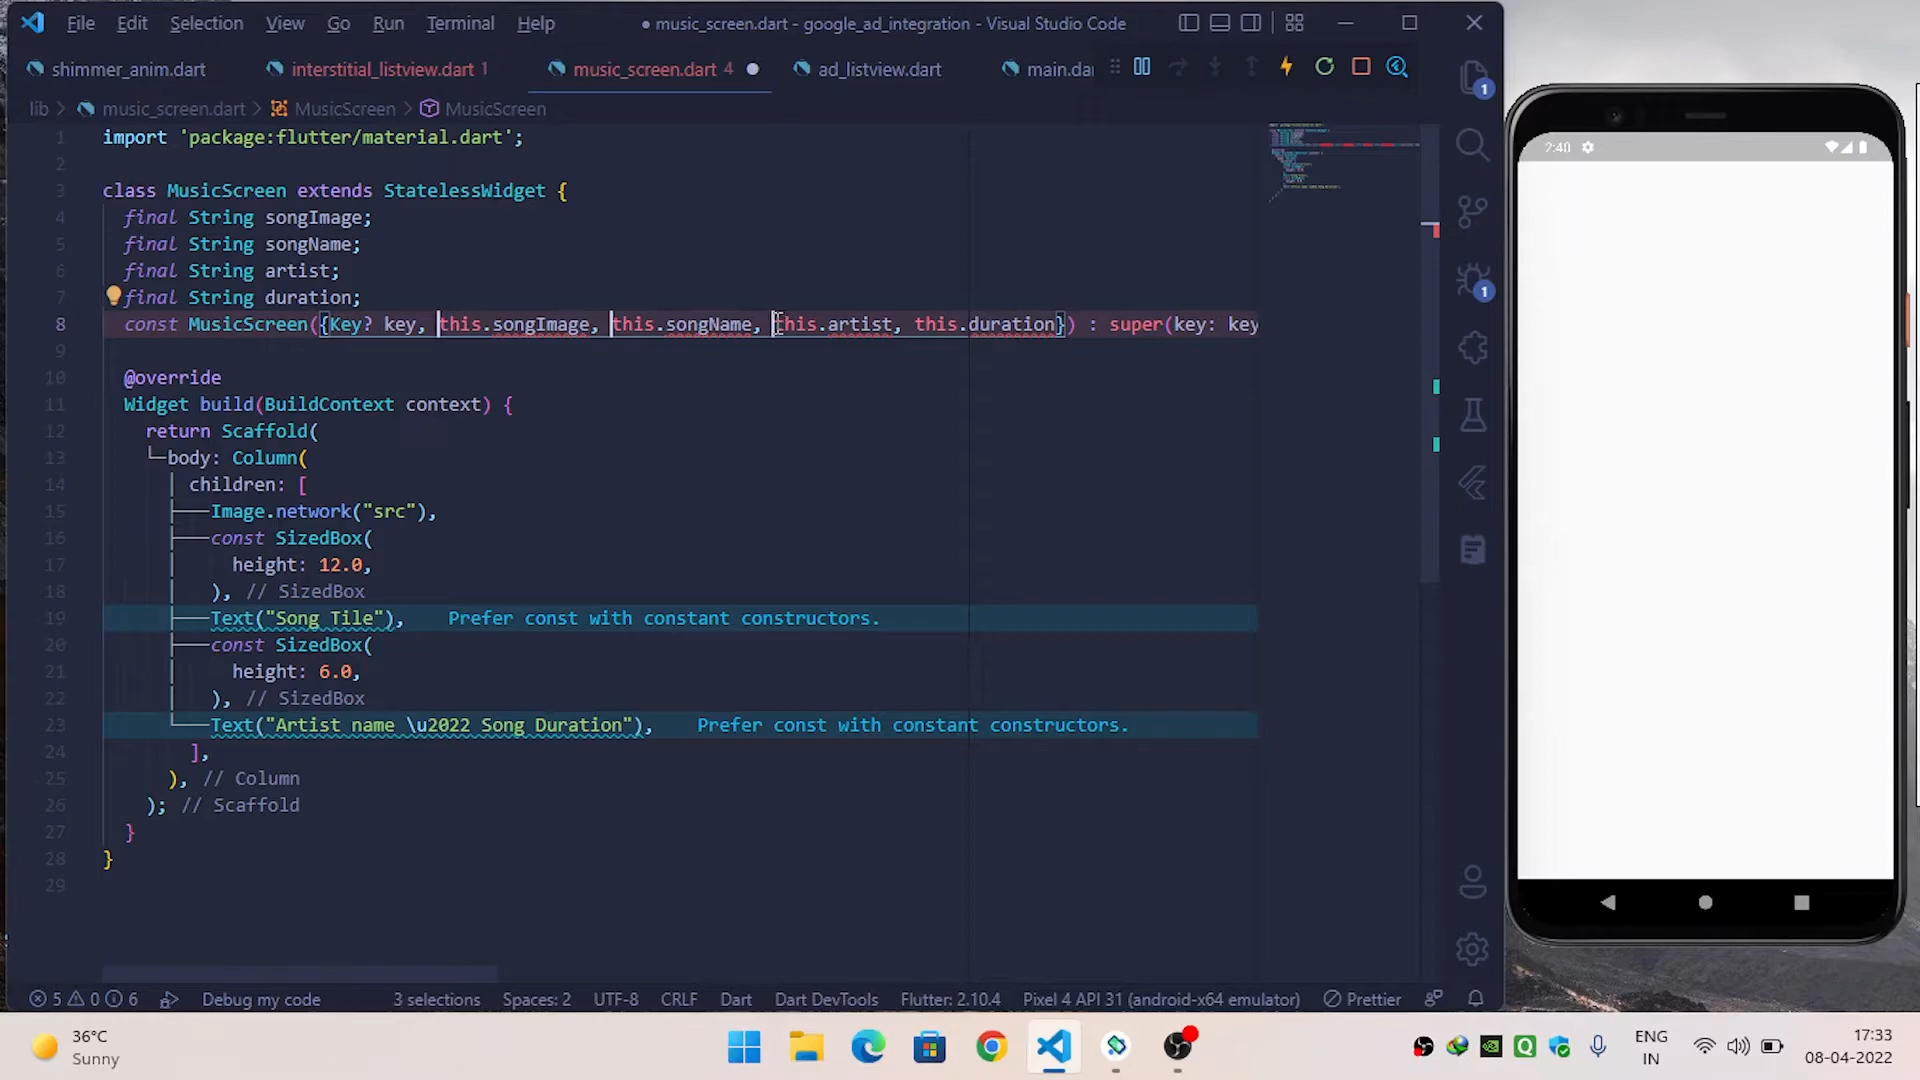 File Edit Selection View Go Run Terminal Help
● music_screen.dart - google_ad_integration - Visual Studio Code
shimmer_anim.dart
interstitial_listview.dart 1
music_screen.dart 4
ad_listview.dart
main.dar
lib > music_screen.dart > MusicScreen > MusicScreen
1 import 'package:flutter/material.dart';
2
3 class MusicScreen extends StatelessWidget {
4 final String songImage;
5 final String songName;
6 final String artist;
7 final String duration;
8 const MusicScreen({Key? key, this.songImage, this.songName, this.artist, this.duration}) : super(key: key
9
10 @override
11 Widget build(BuildContext context) {
12 return Scaffold(
13 body: Column(
14 children: [
15 Image.network("src"),
16 const SizedBox(
17 height: 12.0,
18 ), // SizedBox
19 Text("Song Tile"), Prefer const with constant constructors.
20 const SizedBox(
21 height: 6.0,
22 ), // SizedBox
23 Text("Artist name \u2022 Song Duration"), Prefer const with constant constructors.
24 ],
25 ), // Column
26 ); // Scaffold
27 }
28 }
29
1
1
2:40
5 0 6 Debug my code 3 selections Spaces: 2 UTF-8 CRLF Dart Dart DevTools Flutter: 2.10.4 Pixel 4 API 31 (android-x64 emulator) Prettier
36°C
Sunny
ENG
IN
17:33
08-04-2022